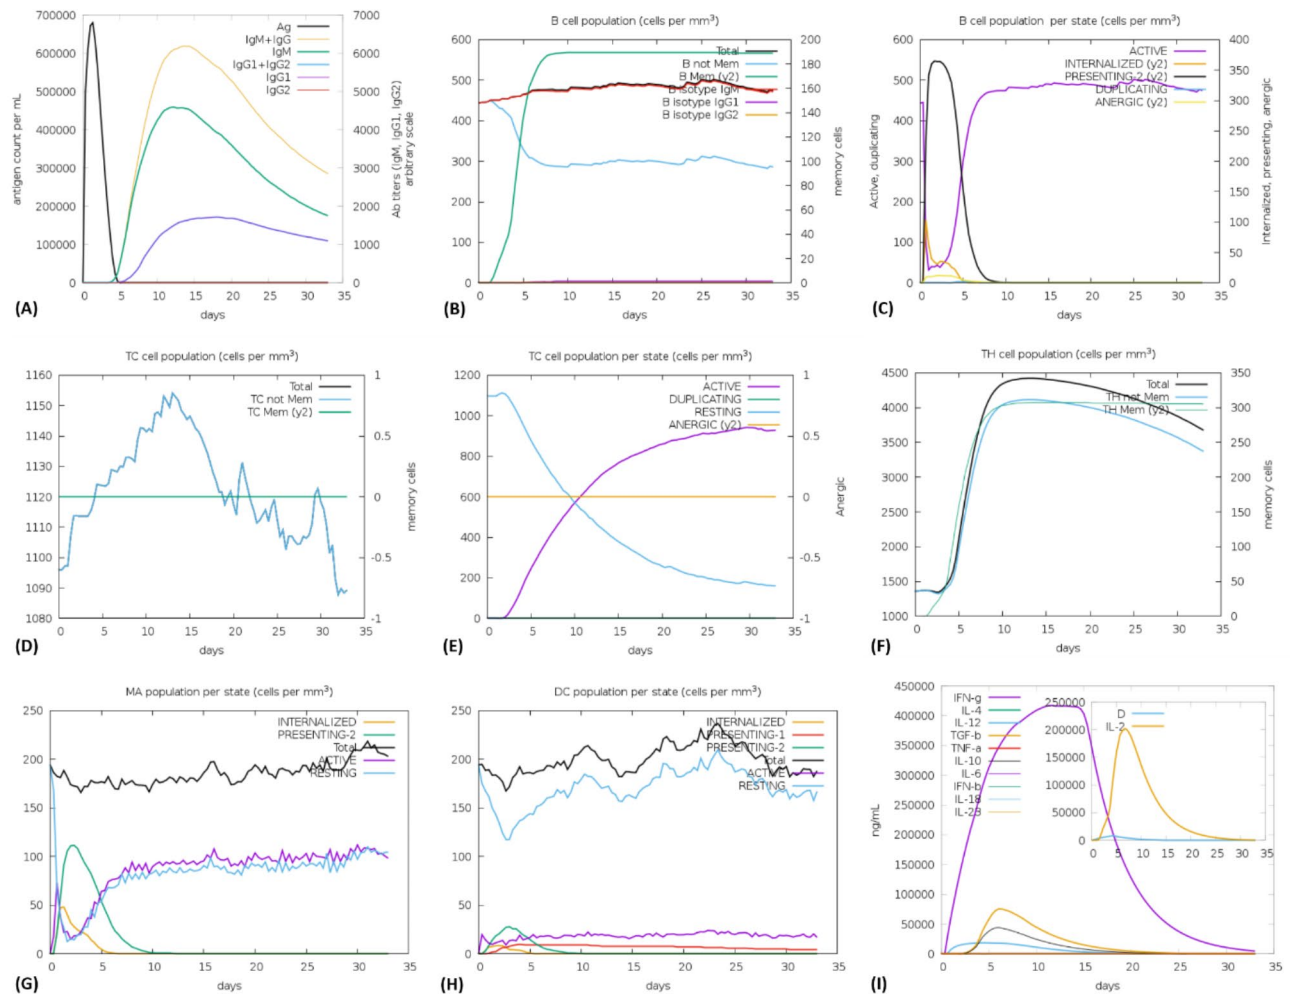 700000
600000
500000
400000
300000
200000
100000
0
antigen count per mL
Ag
IgM+IgG
IgM
IgG1+IgG2
IgG1
IgG2
7000
6000
5000
4000
3000
2000
1000
0
Ab titers (IgM, IgG1, IgG2)
arbitrary scale
0 5 10 15 20 25 30 35
days
(A)
B cell population (cells per mm³)
600
500
400
300
200
100
0
Total
B not Mem
B Mem (y2)
B isotype IgM
B isotype IgG1
B isotype IgG2
200
180
160
140
120
100
80
60
40
20
0
memory cells
0 5 10 15 20 25 30 35
days
(B)
B cell population per state (cells per mm³)
600
500
400
300
200
100
0
Active, duplicating
ACTIVE
INTERNALIZED (y2)
PRESENTING-2 (y2)
DUPLICATING
ANERGIC (y2)
400
350
300
250
200
150
100
50
0
Internalized, presenting, anergic
0 5 10 15 20 25 30 35
days
(C)
TC cell population (cells per mm³)
1160
1150
1140
1130
1120
1110
1100
1090
1080
Total
TC not Mem
TC Mem (y2)
1
0.5
0
-0.5
-1
memory cells
0 5 10 15 20 25 30 35
days
(D)
TC cell population per state (cells per mm³)
1200
1000
800
600
400
200
0
ACTIVE
DUPLICATING
RESTING
ANERGIC (y2)
1
0.5
0
-0.5
-1
Anergic
0 5 10 15 20 25 30 35
days
(E)
TH cell population (cells per mm³)
4500
4000
3500
3000
2500
2000
1500
1000
Total
TH not Mem
TH Mem (y2)
350
300
250
200
150
100
50
0
memory cells
0 5 10 15 20 25 30 35
days
(F)
MA population per state (cells per mm³)
250
200
150
100
50
0
INTERNALIZED
PRESENTING-2
Total
ACTIVE
RESTING
0 5 10 15 20 25 30 35
days
(G)
DC population per state (cells per mm³)
250
200
150
100
50
0
INTERNALIZED
PRESENTING-1
PRESENTING-2
Total
ACTIVE
RESTING
0 5 10 15 20 25 30 35
days
(H)
450000
400000
350000
300000
250000
200000
150000
100000
50000
0
ng/mL
IFN-g
IL-4
IL-12
TGF-b
TNF-a
IL-10
IL-6
IFN-b
IL-18
IL-23
250000
200000
150000
100000
50000
0
D
IL-2
0 5 10 15 20 25 30 35
0 5 10 15 20 25 30 35
days
(I)